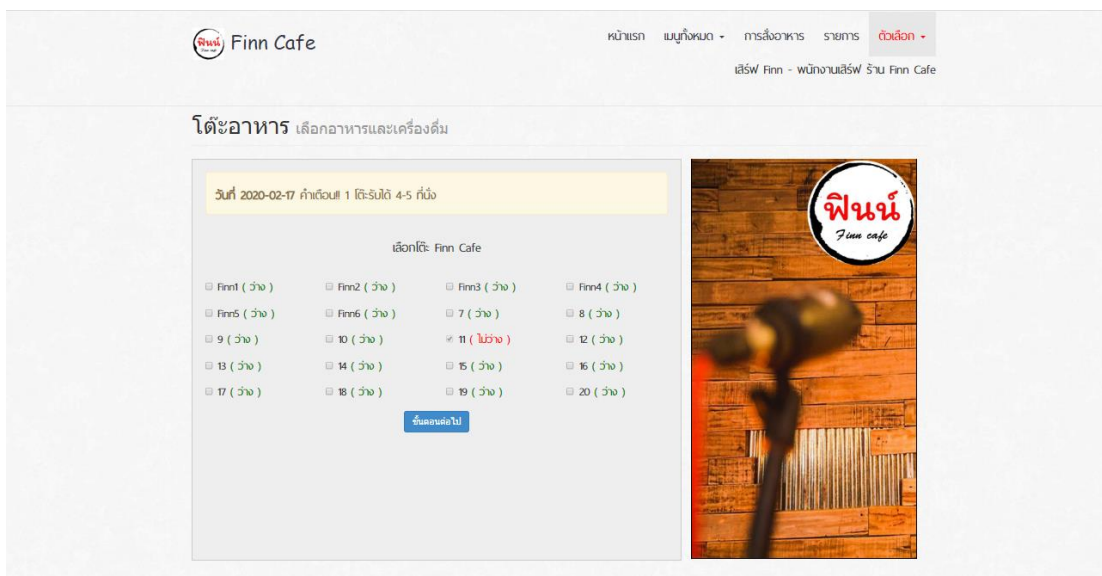 ฟินน์ Finn Cafe
หน้าแรก เมนูทั้งหมด การสั่งอาหาร รายการ ตัวเลือก
เสิร์ฟ Finn - พนักงานเสิร์ฟ ร้าน Finn Cafe
โต๊ะอาหาร เลือกอาหารและเครื่องดื่ม
วันที่ 2020-02-17 คำเตือน!! 1 โต๊ะรับได้ 4-5 ที่นั่ง
เลือกโต๊ะ Finn Cafe
Finn1 ( ว่าง ) Finn2 ( ว่าง ) Finn3 ( ว่าง ) Finn4 ( ว่าง )
Finn5 ( ว่าง ) Finn6 ( ว่าง ) 7 ( ว่าง ) 8 ( ว่าง )
9 ( ว่าง ) 10 ( ว่าง ) 11 ( ไม่ว่าง ) 12 ( ว่าง )
13 ( ว่าง ) 14 ( ว่าง ) 15 ( ว่าง ) 16 ( ว่าง )
17 ( ว่าง ) 18 ( ว่าง ) 19 ( ว่าง ) 20 ( ว่าง )
ขั้นตอนต่อไป
ฟินน์
Finn cafe